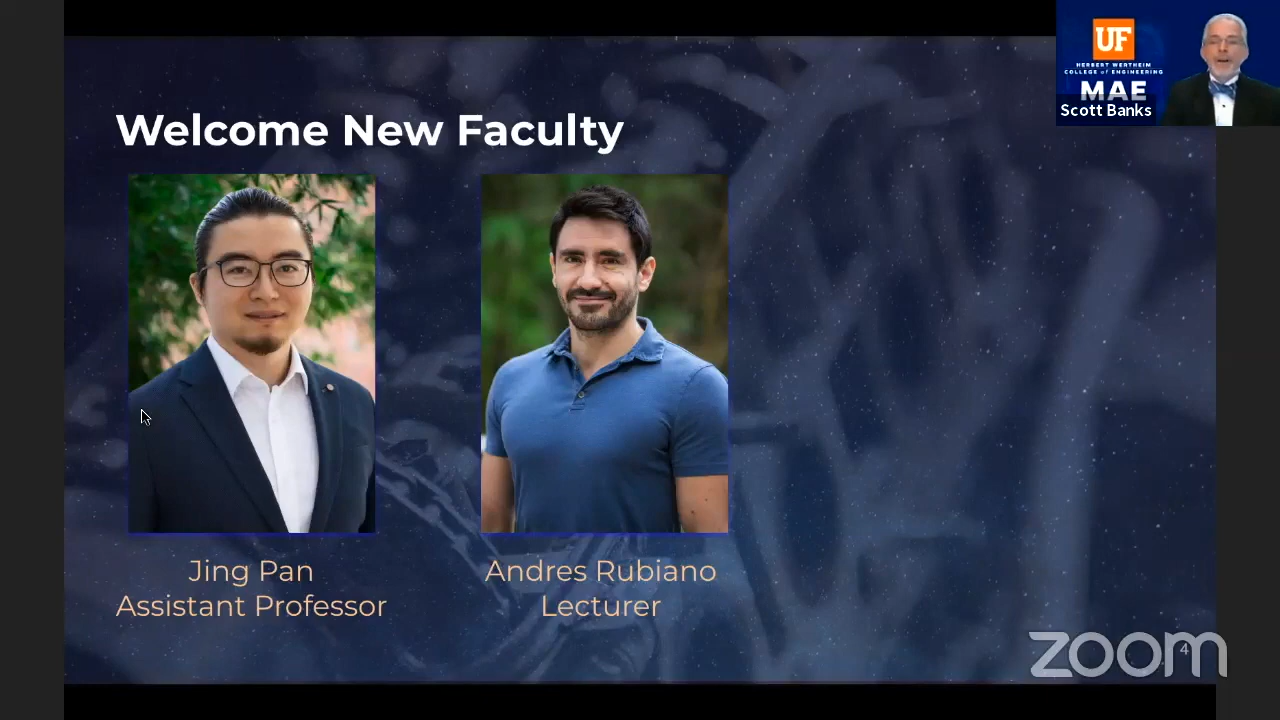 UF
HERBERT WERTHEIM
COLLEGE of ENGINEERING
MAE
Scott Banks
Welcome New Faculty
Jing Pan
Assistant Professor
Andres Rubiano
Lecturer
zoom
4